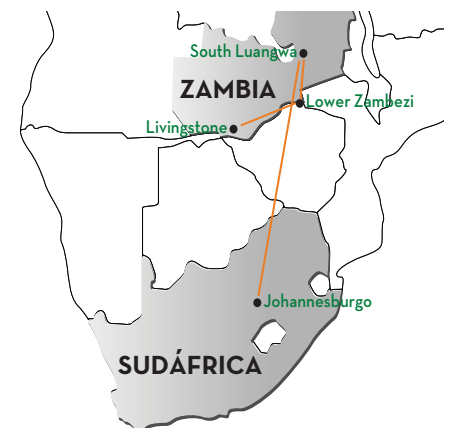 South Luangwa
ZAMBIA
Lower Zambezi
Livingstone
Johannesburgo
SUDÁFRICA